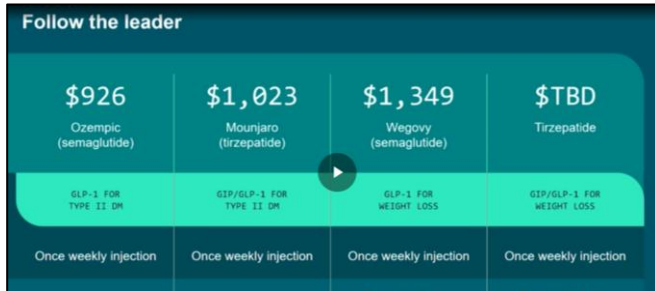 Follow the leader
$926
Ozempic
(semaglutide)
GLP-1 FOR
TYPE II DM
Once weekly injection
$1,023
Mounjaro
(tirzepatide)
GIP/GLP-1 FOR
TYPE II DM
Once weekly injection
$1,349
Wegovy
(semaglutide)
GLP-1 FOR
WEIGHT LOSS
Once weekly injection
$TBD
Tirzepatide
GIP/GLP-1 FOR
WEIGHT LOSS
Once weekly injection